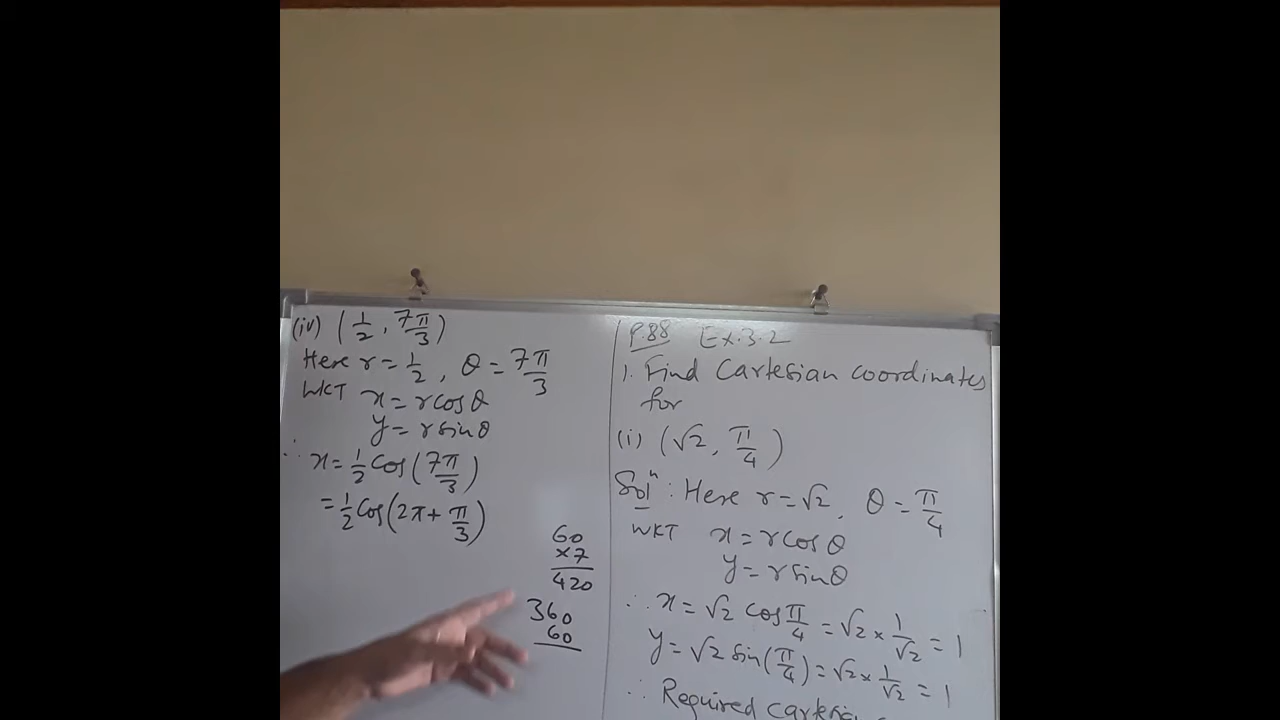 (iv) (1/2, 7π/3)
Here r = 1/2, θ = 7π/3
WKT x = r cos θ
y = r sin θ
∴ x = 1/2 cos(7π/3)
= 1/2 cos(2π + π/3)
60
×7
420
360
60
P.88 Ex.3.2
1. Find Cartesian coordinates
for
(i) (√2, π/4)
Solⁿ: Here r = √2, θ = π/4
WKT x = r cos θ
y = r sin θ
∴ x = √2 cos π/4 = √2 × 1/√2 = 1
y = √2 sin(π/4) = √2 × 1/√2 = 1
∴ Required